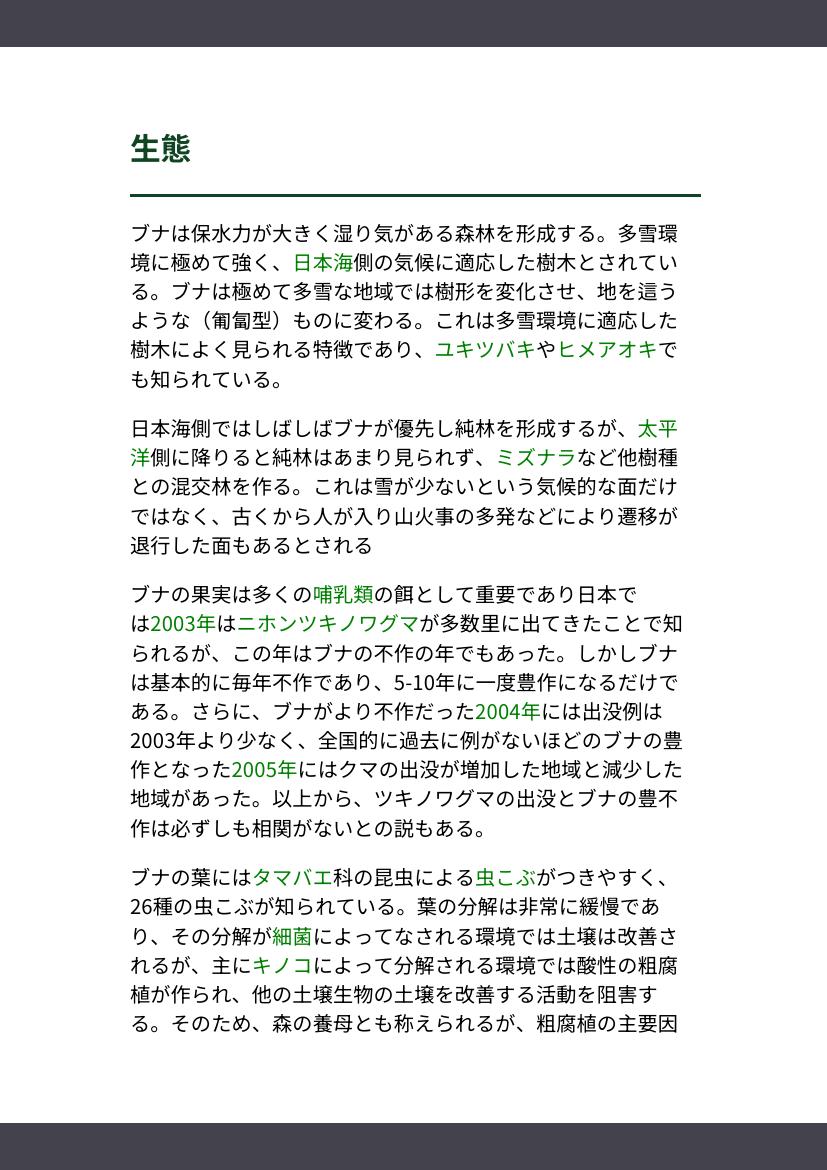 生態
ブナは保水力が大きく湿り気がある森林を形成する。多雪環
境に極めて強く、日本海側の気候に適応した樹木とされてい
る。ブナは極めて多雪な地域では樹形を変化させ、地を這う
ような（匍匐型）ものに変わる。これは多雪環境に適応した
樹木によく見られる特徴であり、ユキツバキやヒメアオキで
も知られている。
日本海側ではしばしばブナが優先し純林を形成するが、太平
洋側に降りると純林はあまり見られず、ミズナラなど他樹種
との混交林を作る。これは雪が少ないという気候的な面だけ
ではなく、古くから人が入り山火事の多発などにより遷移が
退行した面もあるとされる
ブナの果実は多くの哺乳類の餌として重要であり日本で
は2003年はニホンツキノワグマが多数里に出てきたことで知
られるが、この年はブナの不作の年でもあった。しかしブナ
は基本的に毎年不作であり、5-10年に一度豊作になるだけで
ある。さらに、ブナがより不作だった2004年には出没例は
2003年より少なく、全国的に過去に例がないほどのブナの豊
作となった2005年にはクマの出没が増加した地域と減少した
地域があった。以上から、ツキノワグマの出没とブナの豊不
作は必ずしも相関がないとの説もある。
ブナの葉にはタマバエ科の昆虫による虫こぶがつきやすく、
26種の虫こぶが知られている。葉の分解は非常に緩慢であ
り、その分解が細菌によってなされる環境では土壌は改善さ
れるが、主にキノコによって分解される環境では酸性の粗腐
植が作られ、他の土壌生物の土壌を改善する活動を阻害す
る。そのため、森の養母とも称えられるが、粗腐植の主要因